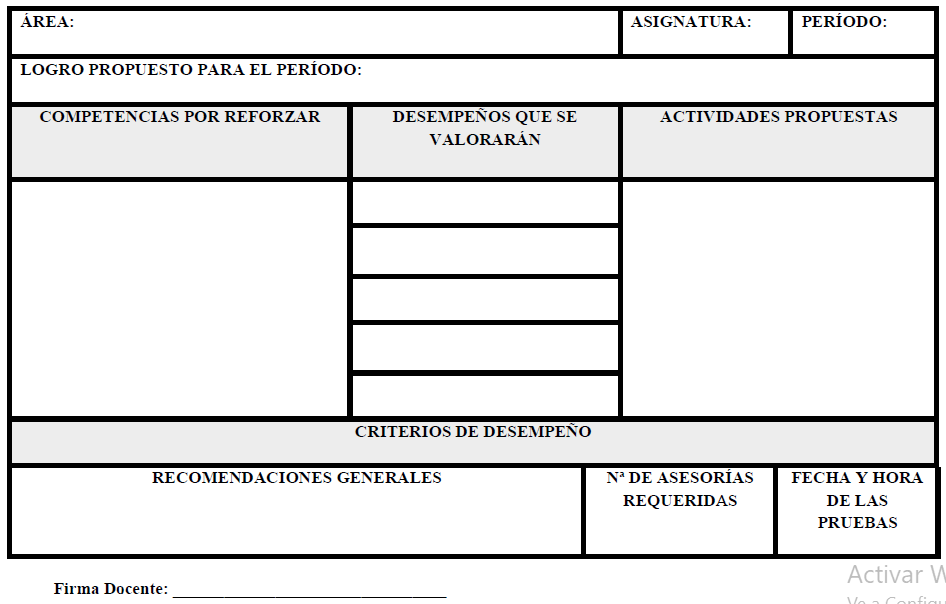 ÁREA:
ASIGNATURA:
PERÍODO:
LOGRO PROPUESTO PARA EL PERÍODO:
COMPETENCIAS POR REFORZAR
DESEMPEÑOS QUE SE
VALORARÁN
ACTIVIDADES PROPUESTAS
CRITERIOS DE DESEMPEÑO
RECOMENDACIONES GENERALES
Nª DE ASESORÍAS
REQUERIDAS
FECHA Y HORA
DE LAS
PRUEBAS
Firma Docente: ________________________________
Activar W
Ve a Configu